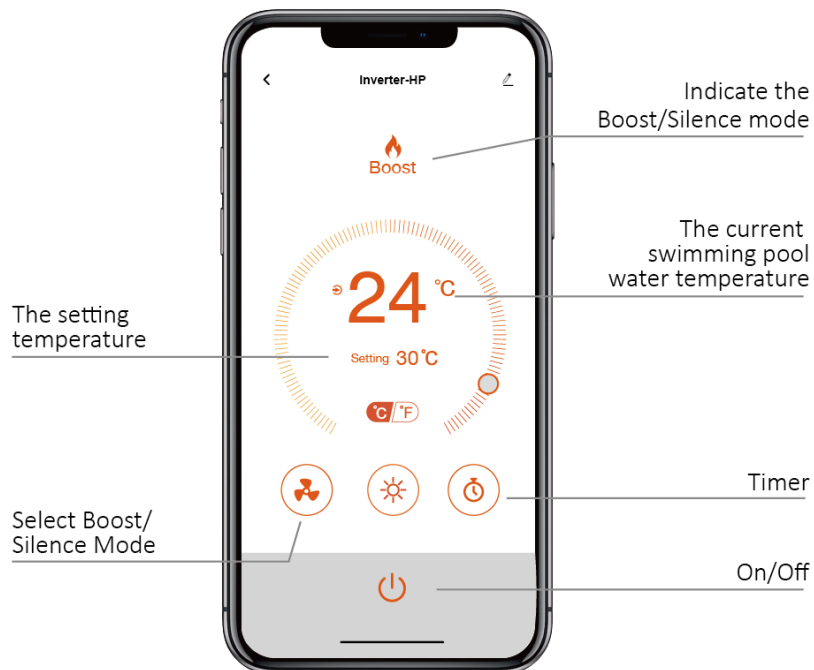 Inverter-HP
Indicate the
Boost/Silence mode
Boost
The current
swimming pool
water temperature
24 °C
The setting
temperature
Setting 30°C
°C/°F
Timer
Select Boost/
Silence Mode
On/Off